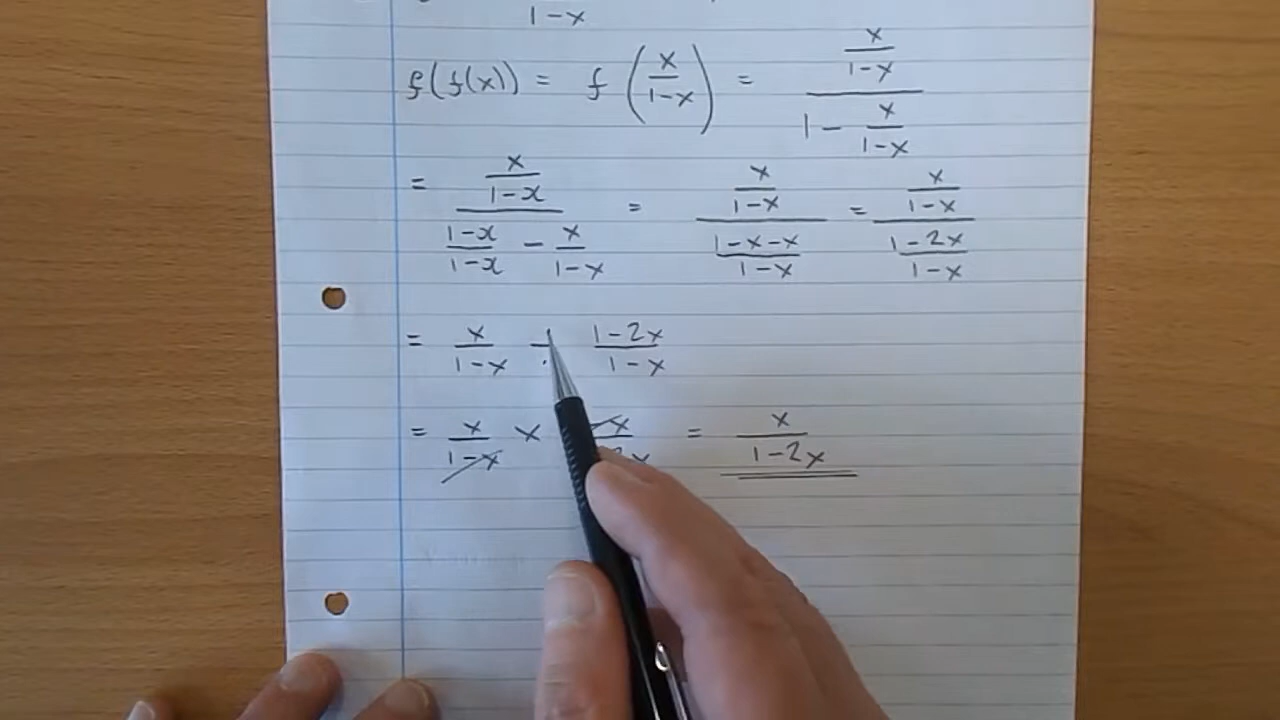 1-x
f(f(x)) = f(x/(1-x)) = (x/(1-x))/(1 - x/(1-x))
= (x/(1-x))/((1-x)/(1-x) - x/(1-x)) = (x/(1-x))/((1-x-x)/(1-x)) = (x/(1-x))/((1-2x)/(1-x))
= x/(1-x) ÷ (1-2x)/(1-x)
= x/(1-x) × x/2x = x/(1-2x)